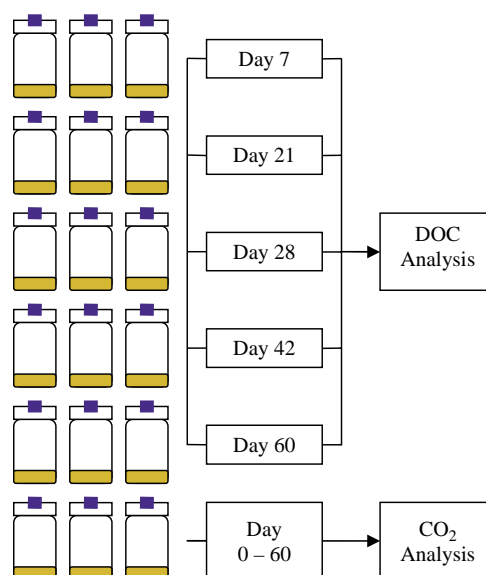 Day 7
Day 21
Day 28
DOC
Analysis
Day 42
Day 60
Day
0 – 60
CO₂
Analysis